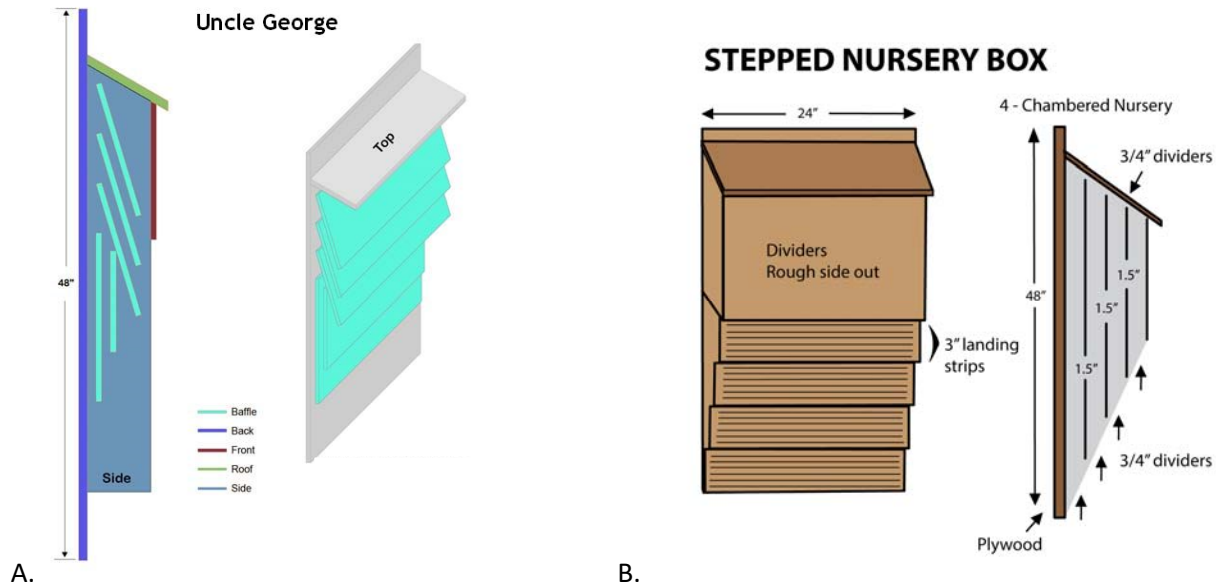 Uncle George
48"
Top
Side
Baffle
Back
Front
Roof
Side
A.
STEPPED NURSERY BOX
24"
Dividers
Rough side out
3" landing
strips
4 - Chambered Nursery
3/4" dividers
48"
1.5"
1.5"
1.5"
3/4" dividers
Plywood
B.